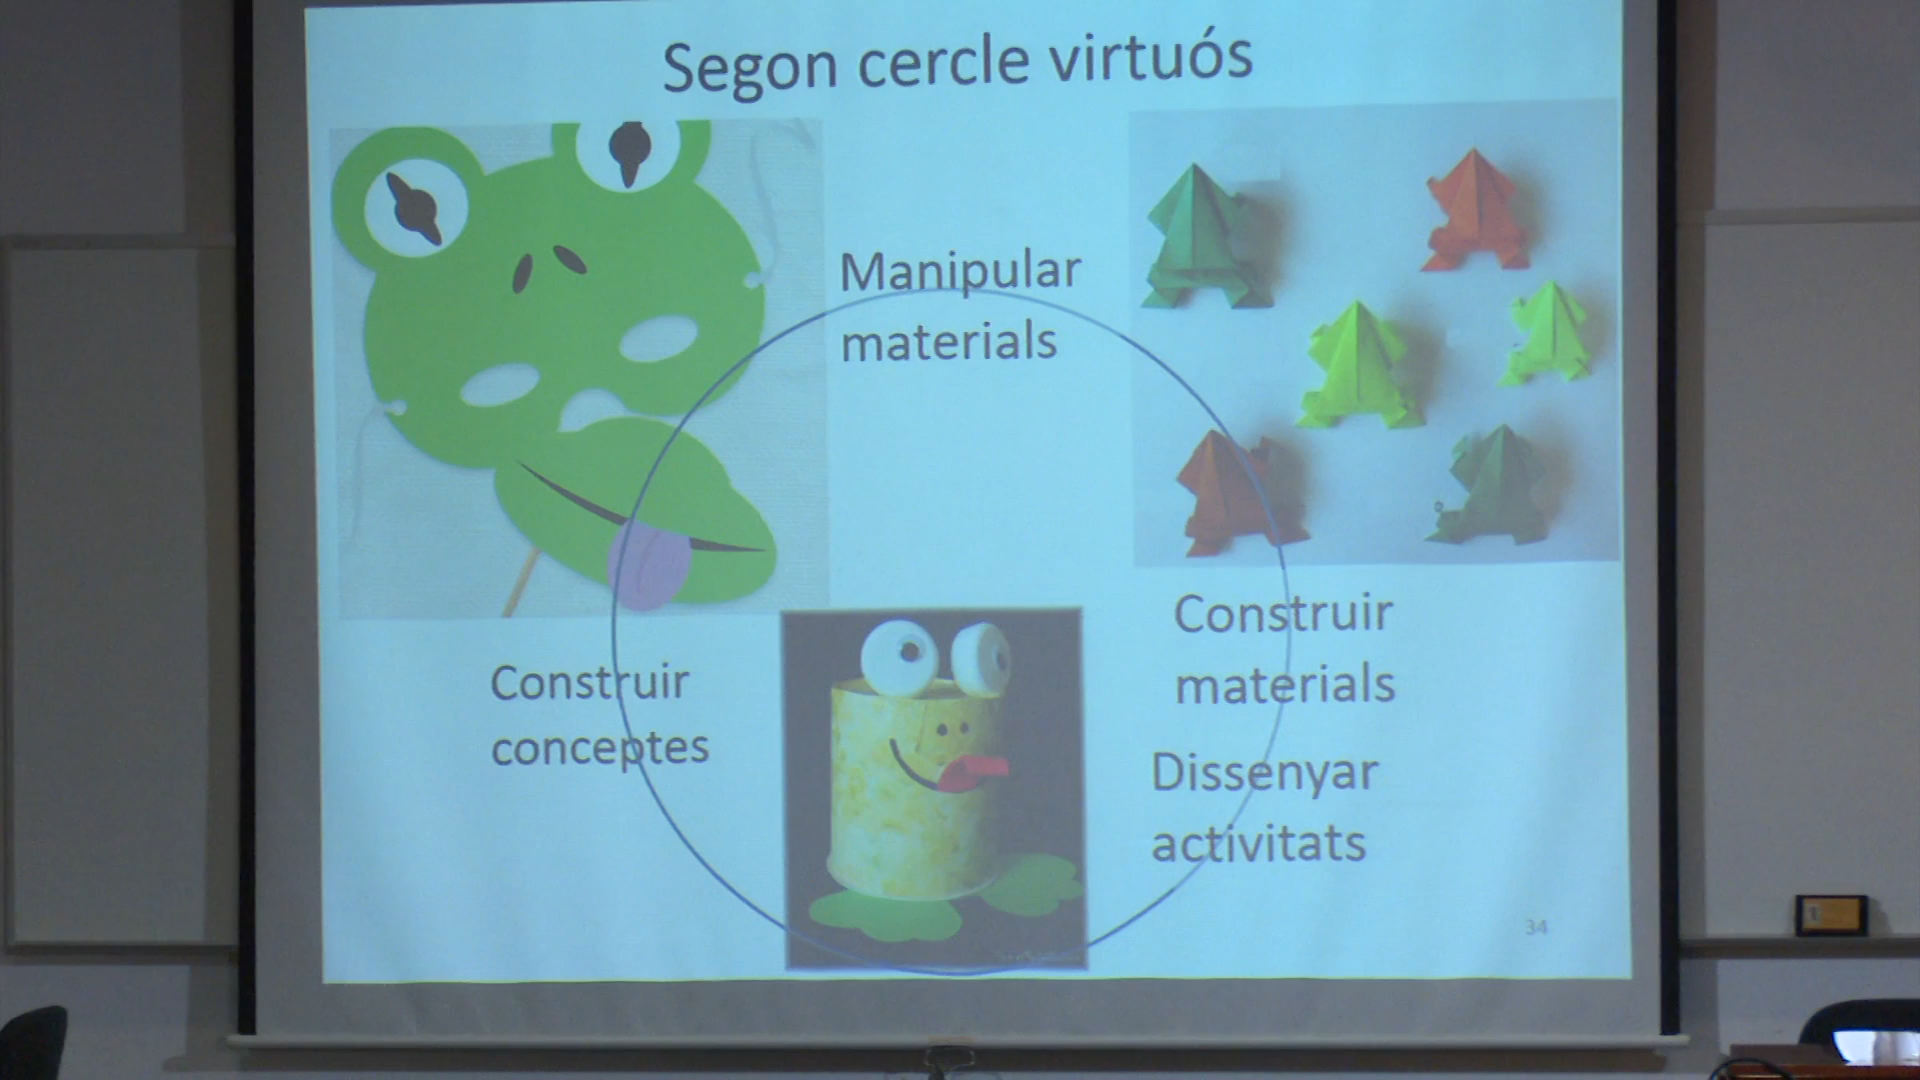 Segon cercle virtuós
Manipular
materials
Construir
materials
Dissenyar
activitats
Construir
conceptes
34